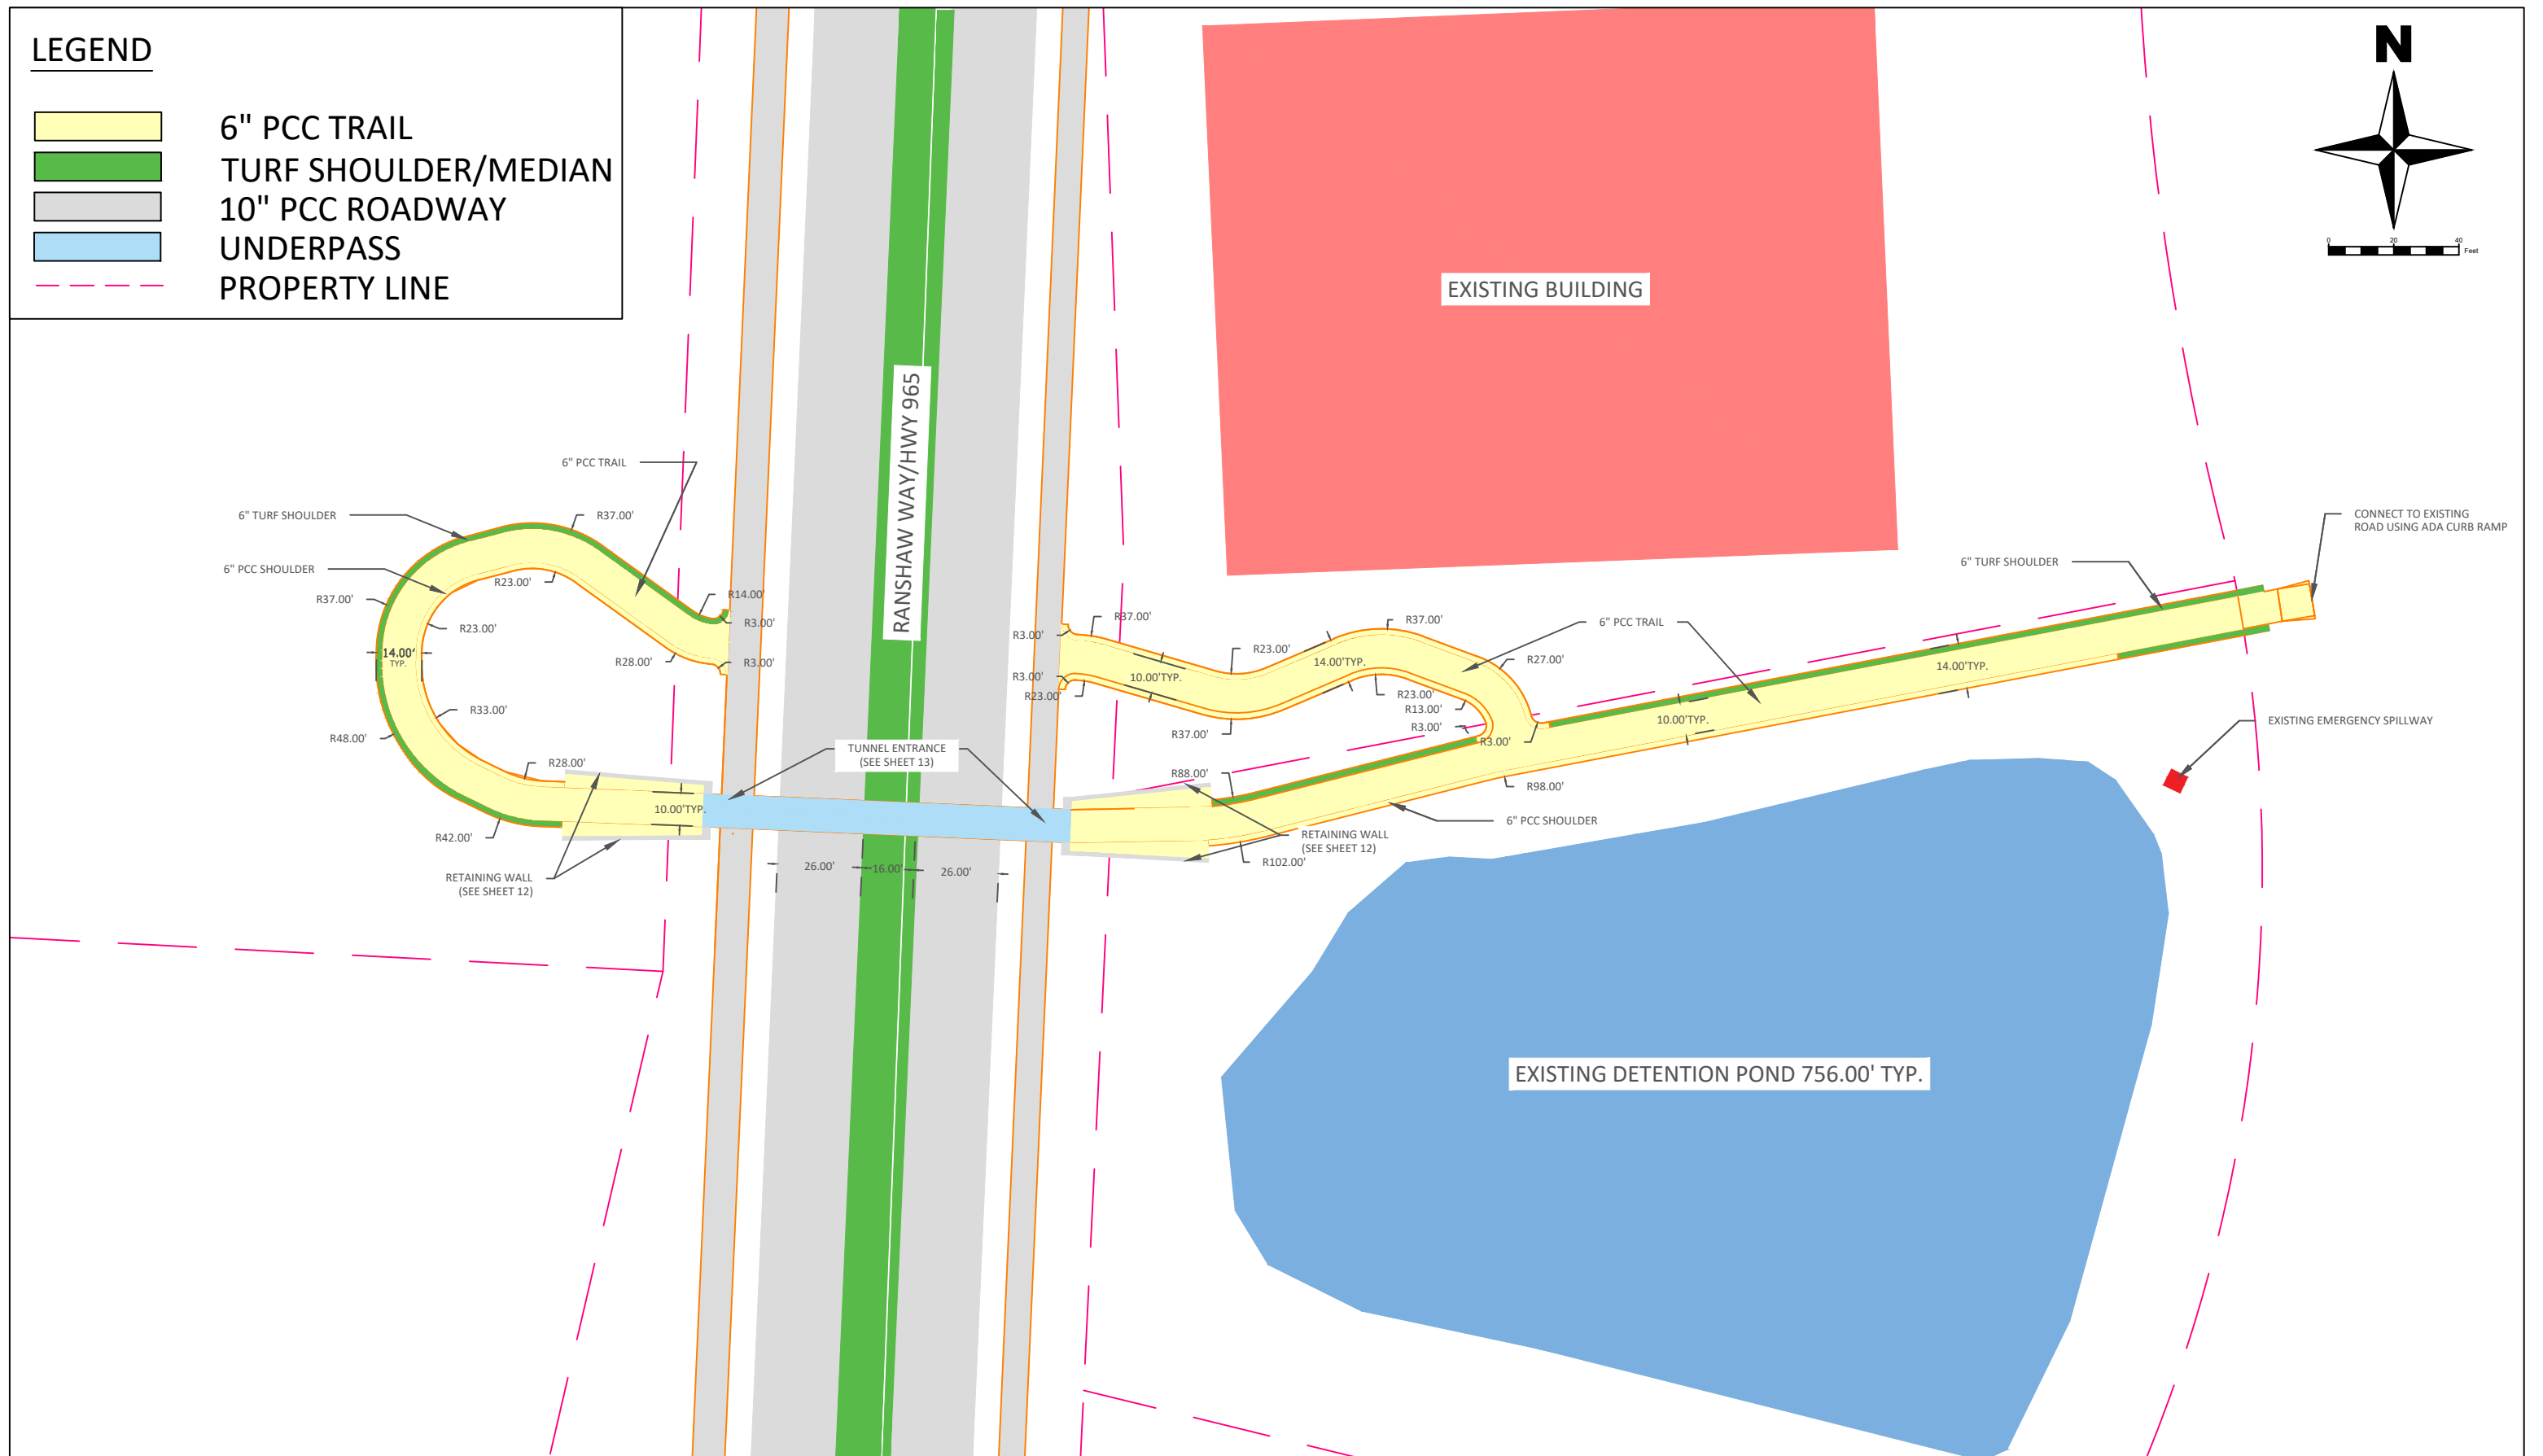 LEGEND
6" PCC TRAIL
TURF SHOULDER/MEDIAN
10" PCC ROADWAY
UNDERPASS
PROPERTY LINE
N
0 20 40
Feet
EXISTING BUILDING
RANSHAW WAY/HWY 965
6" PCC TRAIL
6" TURF SHOULDER
R37.00'
6" PCC SHOULDER
R23.00'
R37.00'
R23.00'
R14.00'
R3.00'
R28.00'
R3.00'
14.00'
TYP.
R33.00'
R48.00'
R28.00'
10.00'TYP.
R42.00'
RETAINING WALL
(SEE SHEET 12)
TUNNEL ENTRANCE
(SEE SHEET 13)
26.00'
16.00'
26.00'
R3.00'
R37.00'
R3.00'
R23.00'
10.00'TYP.
R23.00'
R37.00'
14.00'TYP.
R37.00'
R23.00'
R13.00'
R3.00'
R27.00'
R3.00'
6" PCC TRAIL
R88.00'
R98.00'
R102.00'
6" PCC SHOULDER
RETAINING WALL
(SEE SHEET 12)
10.00'TYP.
14.00'TYP.
6" TURF SHOULDER
CONNECT TO EXISTING
ROAD USING ADA CURB RAMP
EXISTING EMERGENCY SPILLWAY
EXISTING DETENTION POND 756.00' TYP.